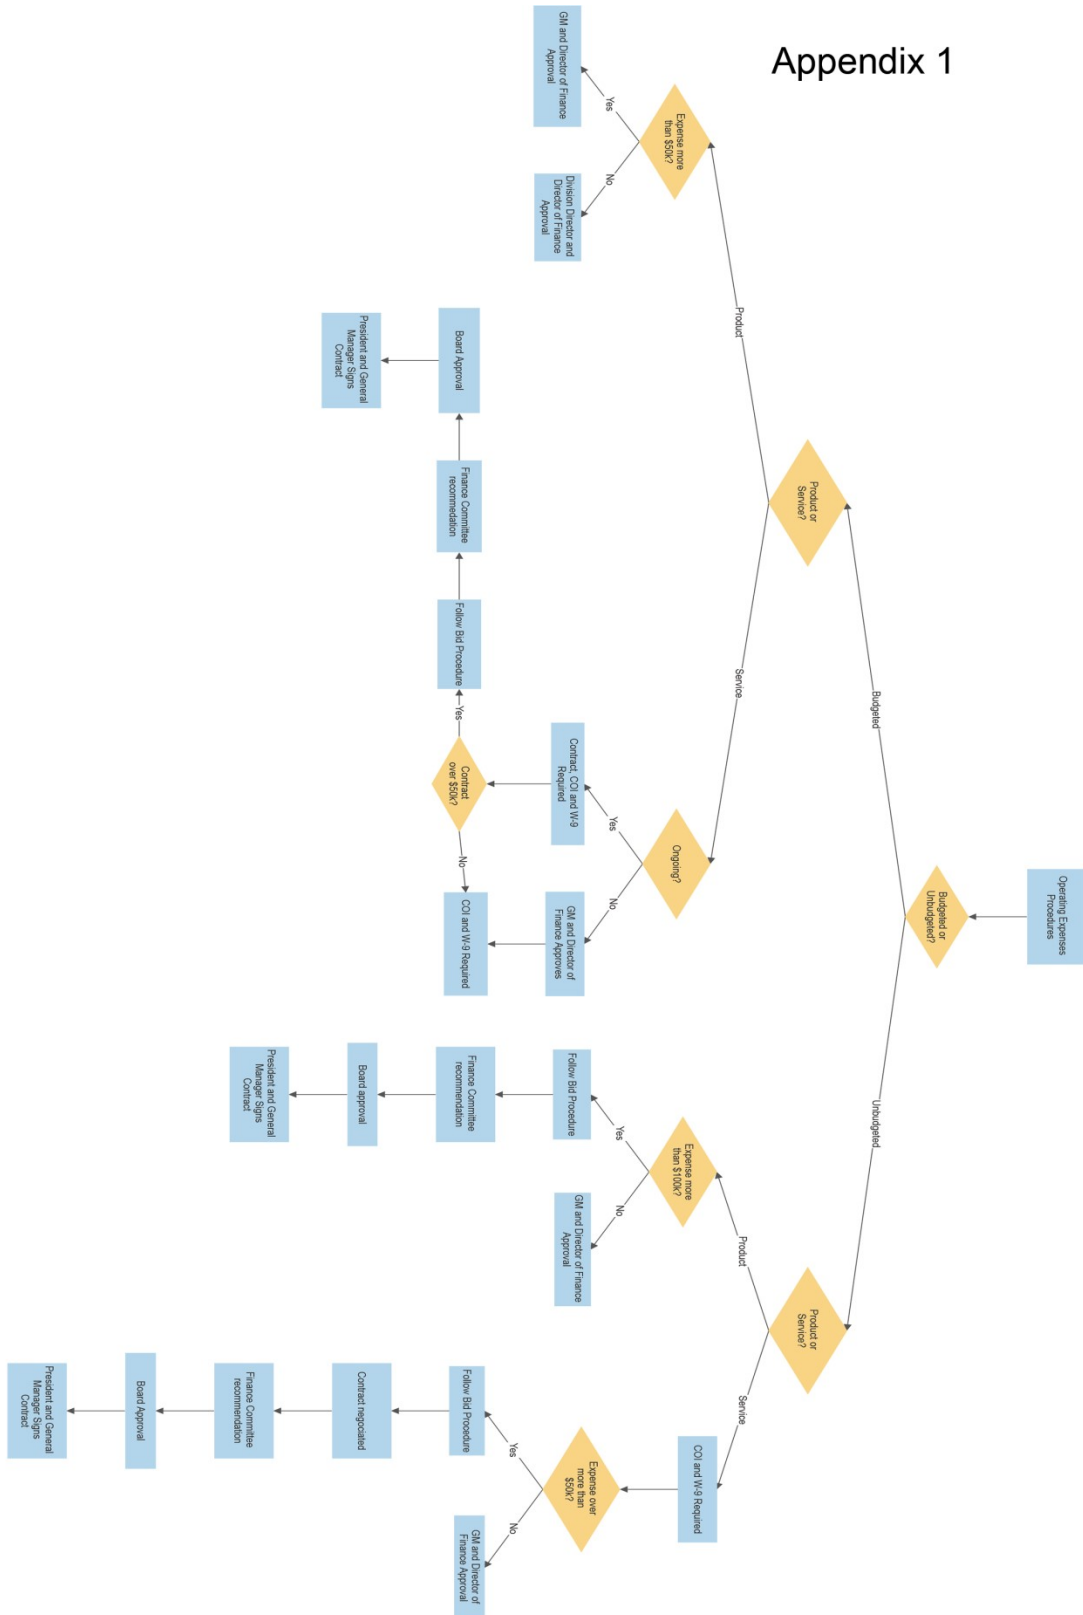 Appendix 1
Operating Expenses
Procedures
Budgeted or
Unbudgeted?
Budgeted
Unbudgeted
Product or
Service?
Product
Service
Expense more
than $50k?
Yes
No
GM and Director of Finance
Approval
Division Director and
Director of Finance
Approval
Ongoing?
Yes
No
Contract, COI and W-9
Required
GM and Director of
Finance Approves
Contract
over $50k?
Yes
No
COI and W-9 Required
Follow Bid Procedure
Finance Committee
recommedation
Board Approval
President and General
Manager Signs
Contract
Product or
Service?
Product
Service
Expense more
than $100k?
Yes
No
Follow Bid Procedure
GM and Director of Finance
Approval
Finance Committee
recommendation
Board approval
President and General
Manager Signs
Contract
COI and W-9 Required
Expense over
more than
$50k?
Yes
No
Follow Bid Procedure
GM and Director of
Finance Approval
Contract negociated
Finance Committee
recommendation
Board Approval
President and General
Manager Signs
Contract